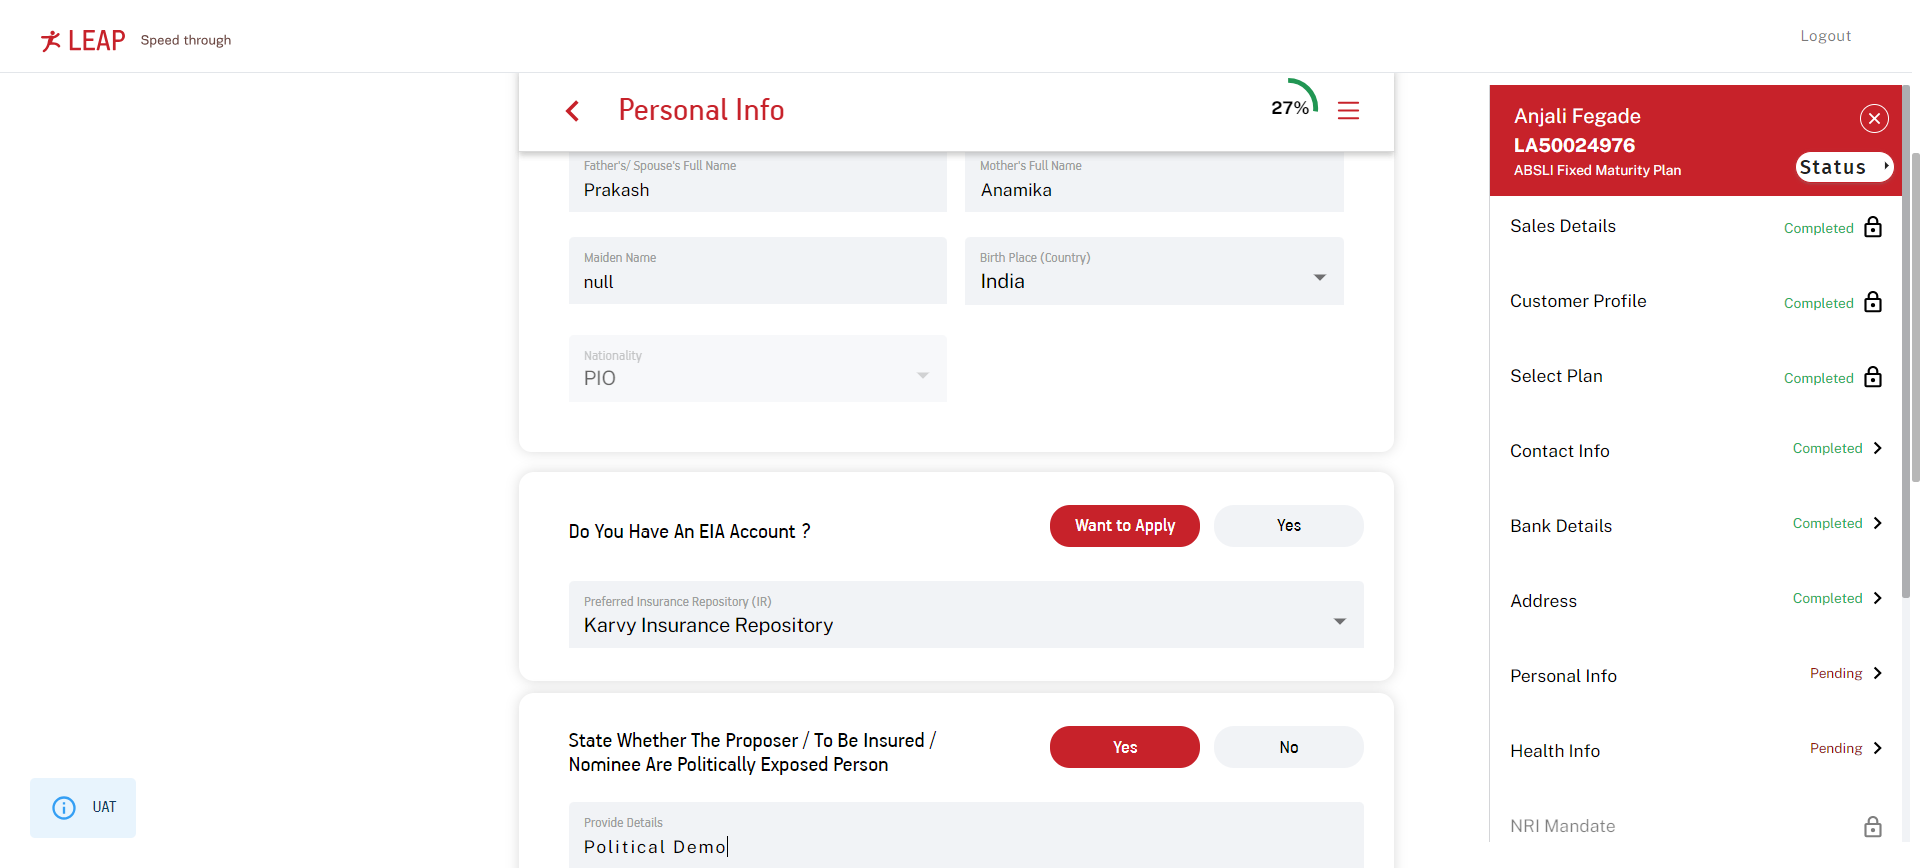 LEAP Speed through
Logout
Personal Info
27%
Father's/ Spouse's Full Name
Prakash
Mother's Full Name
Anamika
Maiden Name
null
Birth Place (Country)
India
Nationality
PIO
Do You Have An EIA Account ?
Want to Apply
Yes
Preferred Insurance Repository (IR)
Karvy Insurance Repository
State Whether The Proposer / To Be Insured /
Nominee Are Politically Exposed Person
Yes
No
Provide Details
Political Demo
UAT
Anjali Fegade
LA50024976
ABSLI Fixed Maturity Plan
Status
Sales Details Completed
Customer Profile Completed
Select Plan Completed
Contact Info Completed
Bank Details Completed
Address Completed
Personal Info Pending
Health Info Pending
NRI Mandate